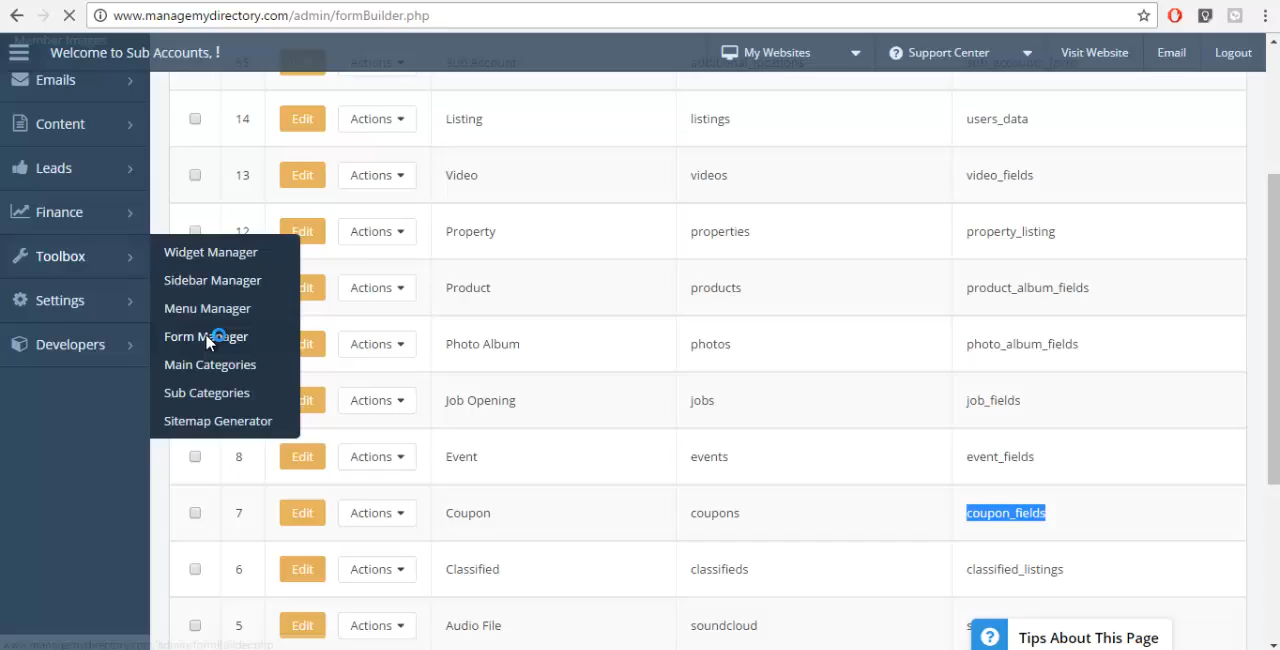 www.managemydirectory.com/admin/formBuilder.php
Welcome to Sub Accounts, !
My Websites
Support Center
Visit Website
Email
Logout
Emails
Content
Leads
Finance
Toolbox
Settings
Developers
Widget Manager
Sidebar Manager
Menu Manager
Form Manager
Main Categories
Sub Categories
Sitemap Generator
Actions Sub Account
14 Edit Actions Listing listings users_data
13 Edit Actions Video videos video_fields
12 Edit Actions Property properties property_listing
Edit Actions Product products product_album_fields
Edit Actions Photo Album photos photo_album_fields
Edit Actions Job Opening jobs job_fields
8 Edit Actions Event events event_fields
7 Edit Actions Coupon coupons coupon_fields
6 Edit Actions Classified classifieds classified_listings
5 Edit Actions Audio File soundcloud
Tips About This Page